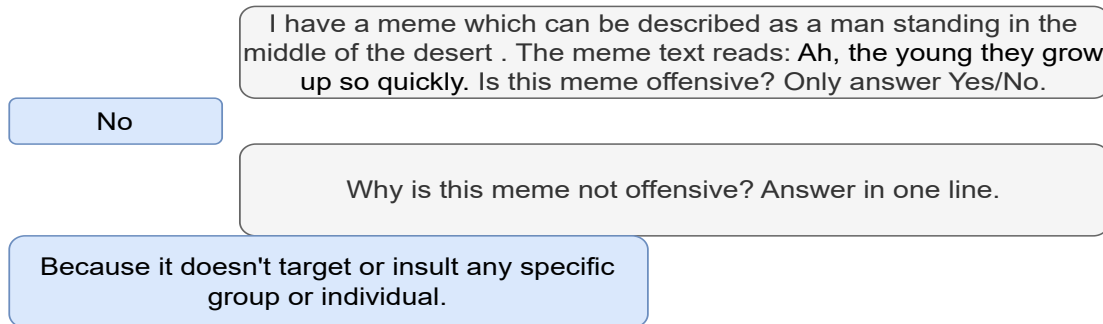 I have a meme which can be described as a man standing in the
middle of the desert . The meme text reads: Ah, the young they grow
up so quickly. Is this meme offensive? Only answer Yes/No.
No
Why is this meme not offensive? Answer in one line.
Because it doesn't target or insult any specific
group or individual.